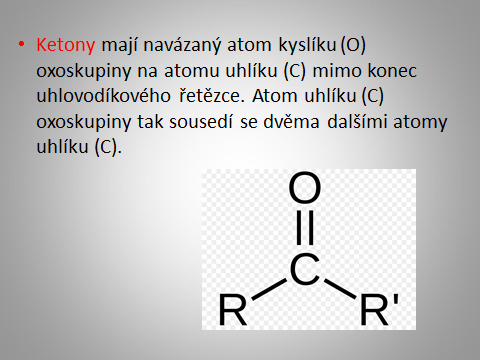 • Ketony mají navázaný atom kyslíku (O)
oxoskupiny na atomu uhlíku (C) mimo konec
uhlovodíkového řetězce. Atom uhlíku (C)
oxoskupiny tak sousedí se dvěma dalšími atomy
uhlíku (C).
O
C
R R'